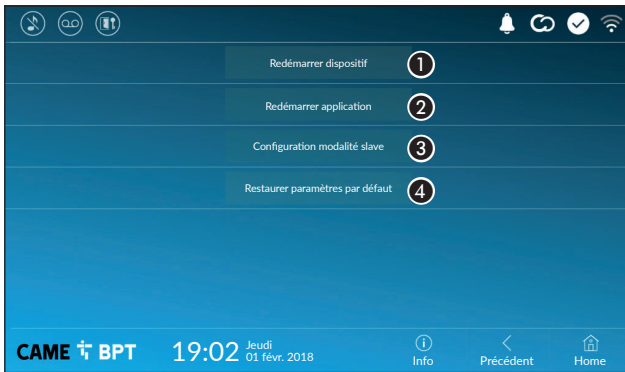 Redémarrer dispositif 1
Redémarrer application 2
Configuration modalité slave 3
Restaurer paramètres par défaut 4
CAME BPT
19:02
Jeudi
01 févr. 2018
Info
Précédent
Home